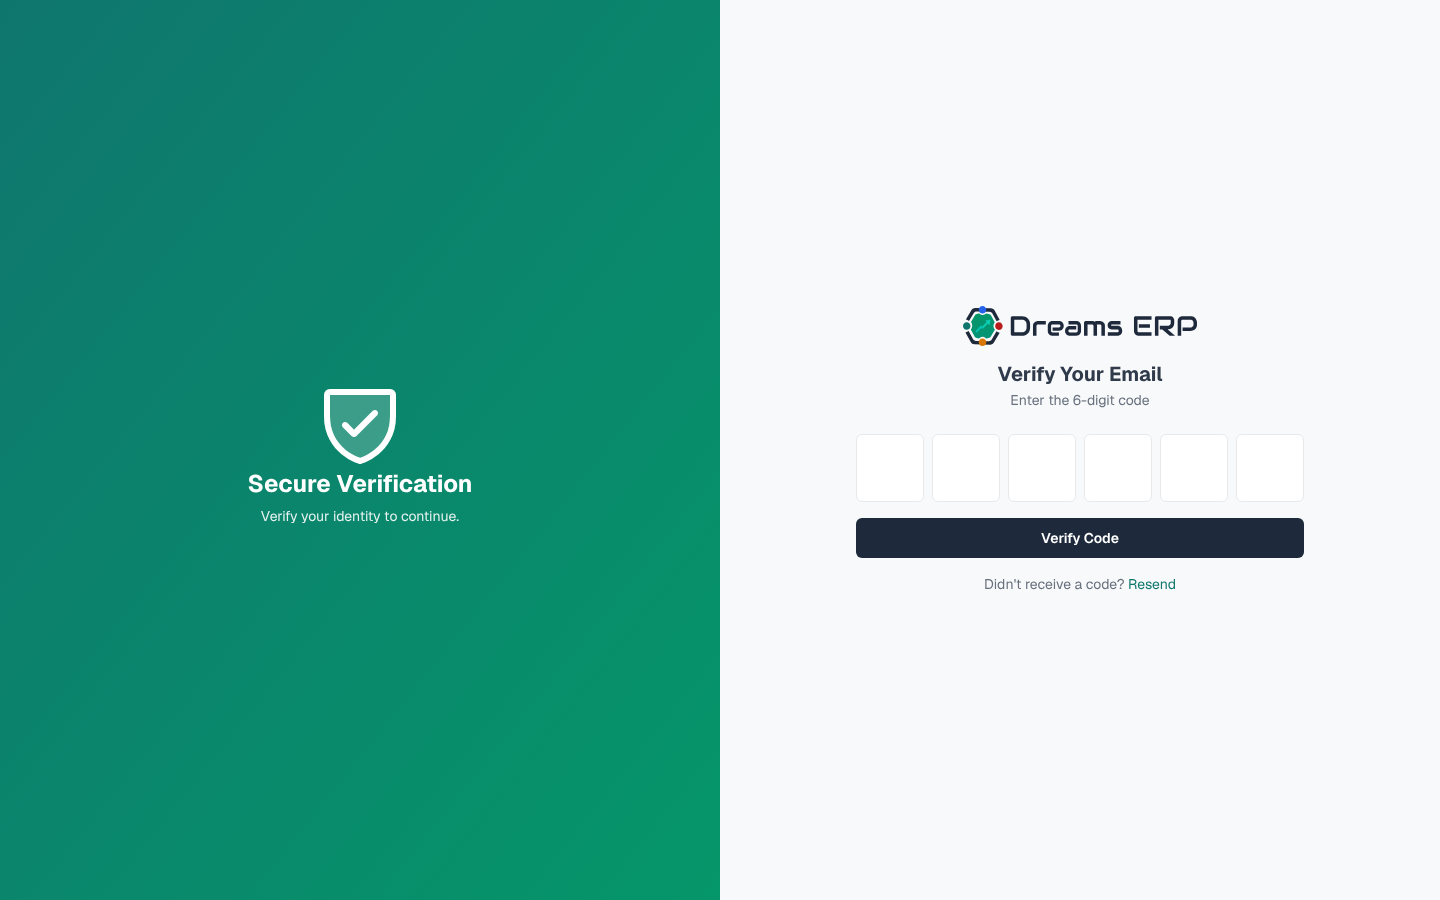 Secure Verification
Verify your identity to continue.
Dreams ERP
Verify Your Email
Enter the 6-digit code
Verify Code
Didn't receive a code? Resend